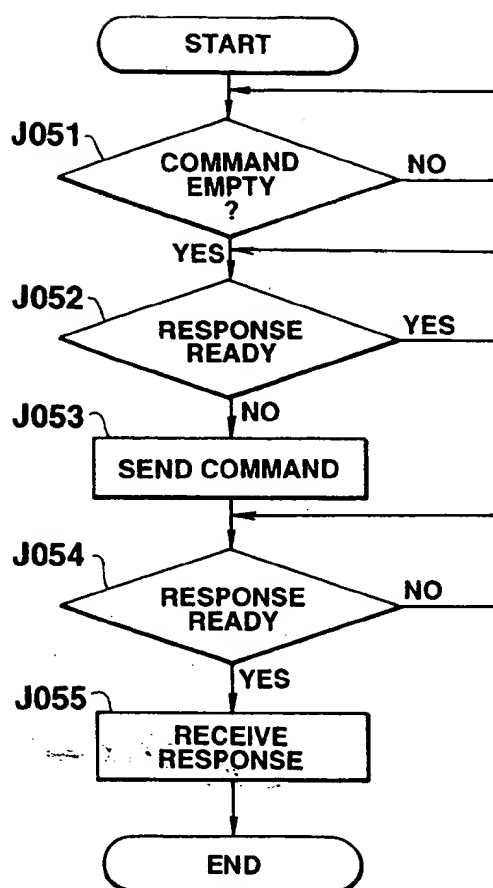 START
J051
COMMAND
EMPTY
?
NO
YES
J052
RESPONSE
READY
YES
NO
J053
SEND COMMAND
J054
RESPONSE
READY
NO
YES
J055
RECEIVE
RESPONSE
END